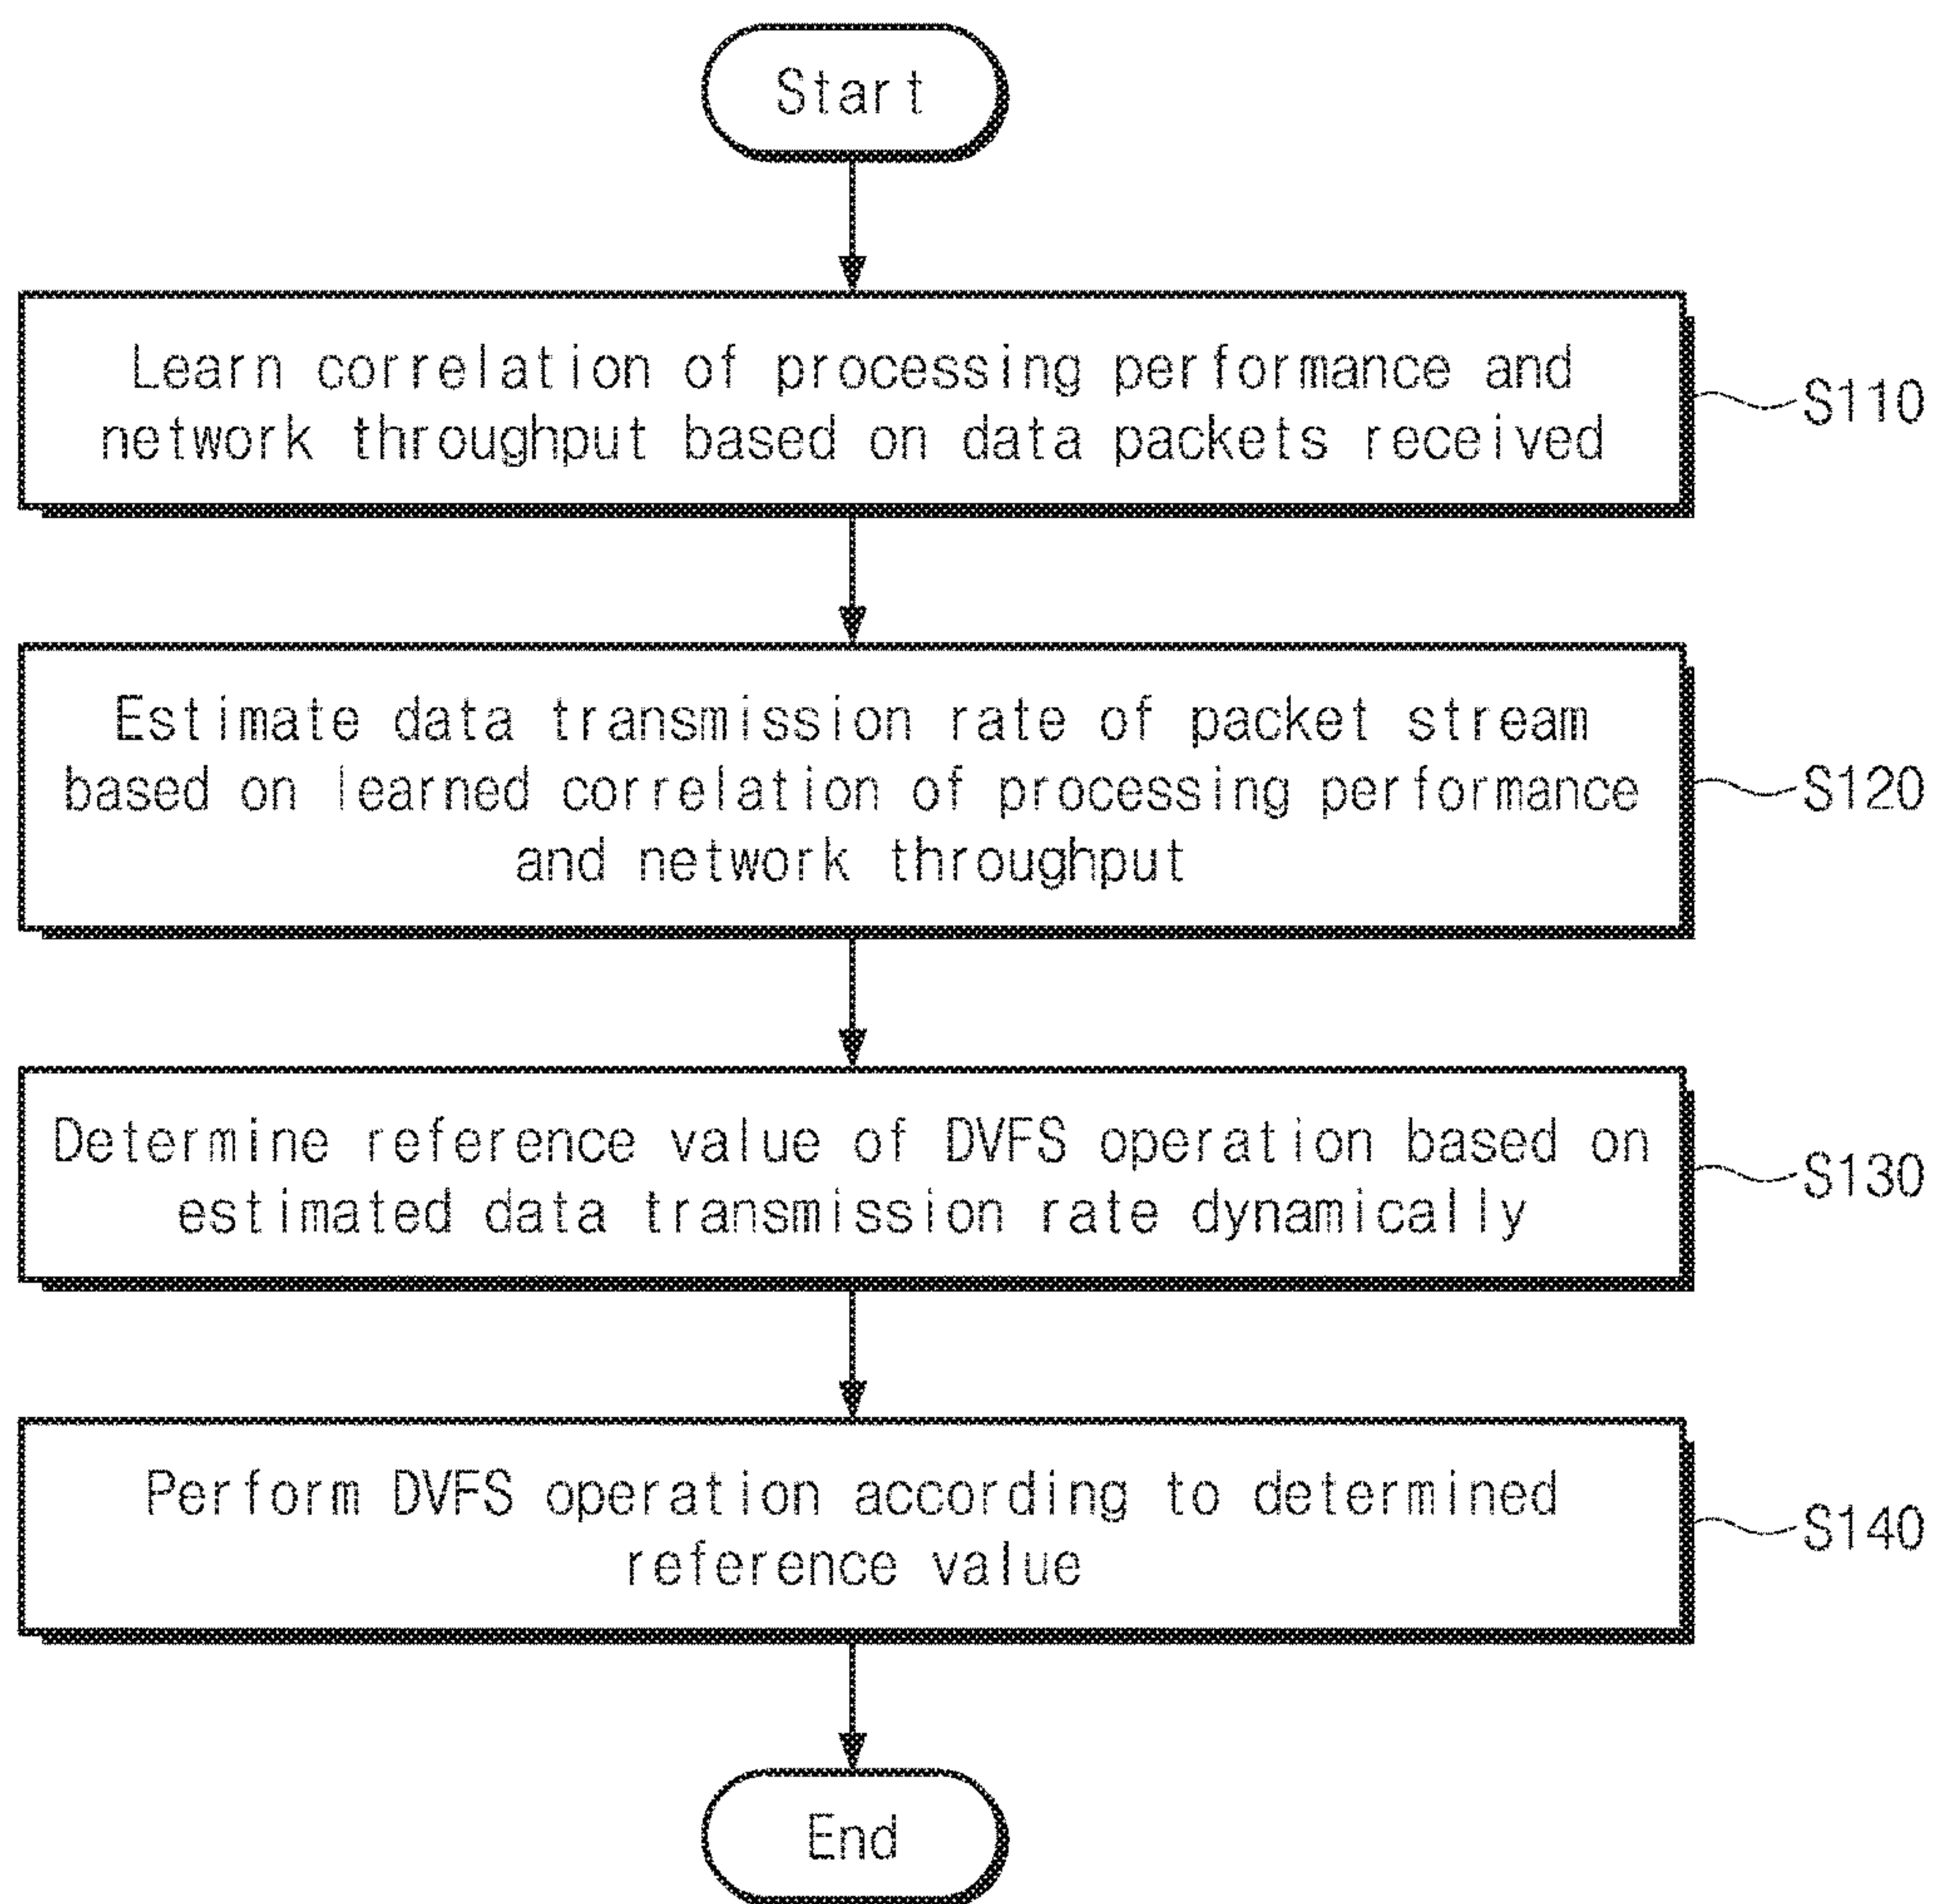 Start
Learn correlation of processing performance and
network throughput based on data packets received
S110
Estimate data transmission rate of packet stream
based on learned correlation of processing performance
and network throughput
S120
Determine reference value of DVFS operation based on
estimated data transmission rate dynamically
S130
Perform DVFS operation according to determined
reference value
S140
End